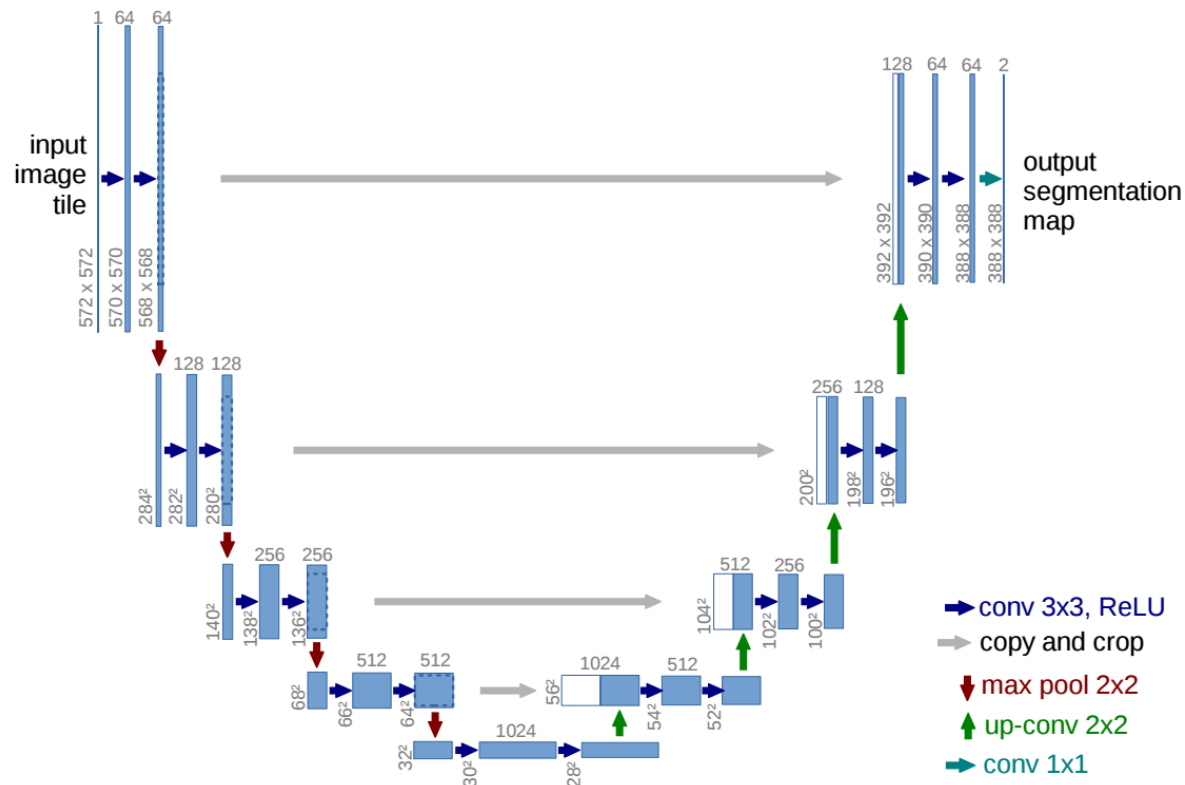 1 64 64
input
image
tile
572 x 572
570 x 570
568 x 568
128 64 64 2
output
segmentation
map
392 x 392
390 x 390
388 x 388
388 x 388
128 128
284²
282²
280²
256 128
200²
198²
196²
256 256
140²
138²
136²
512 256
104²
102²
100²
512 512
68²
66²
64²
1024 512
56²
54²
52²
1024
32²
30²
28²
conv 3x3, ReLU
copy and crop
max pool 2x2
up-conv 2x2
conv 1x1